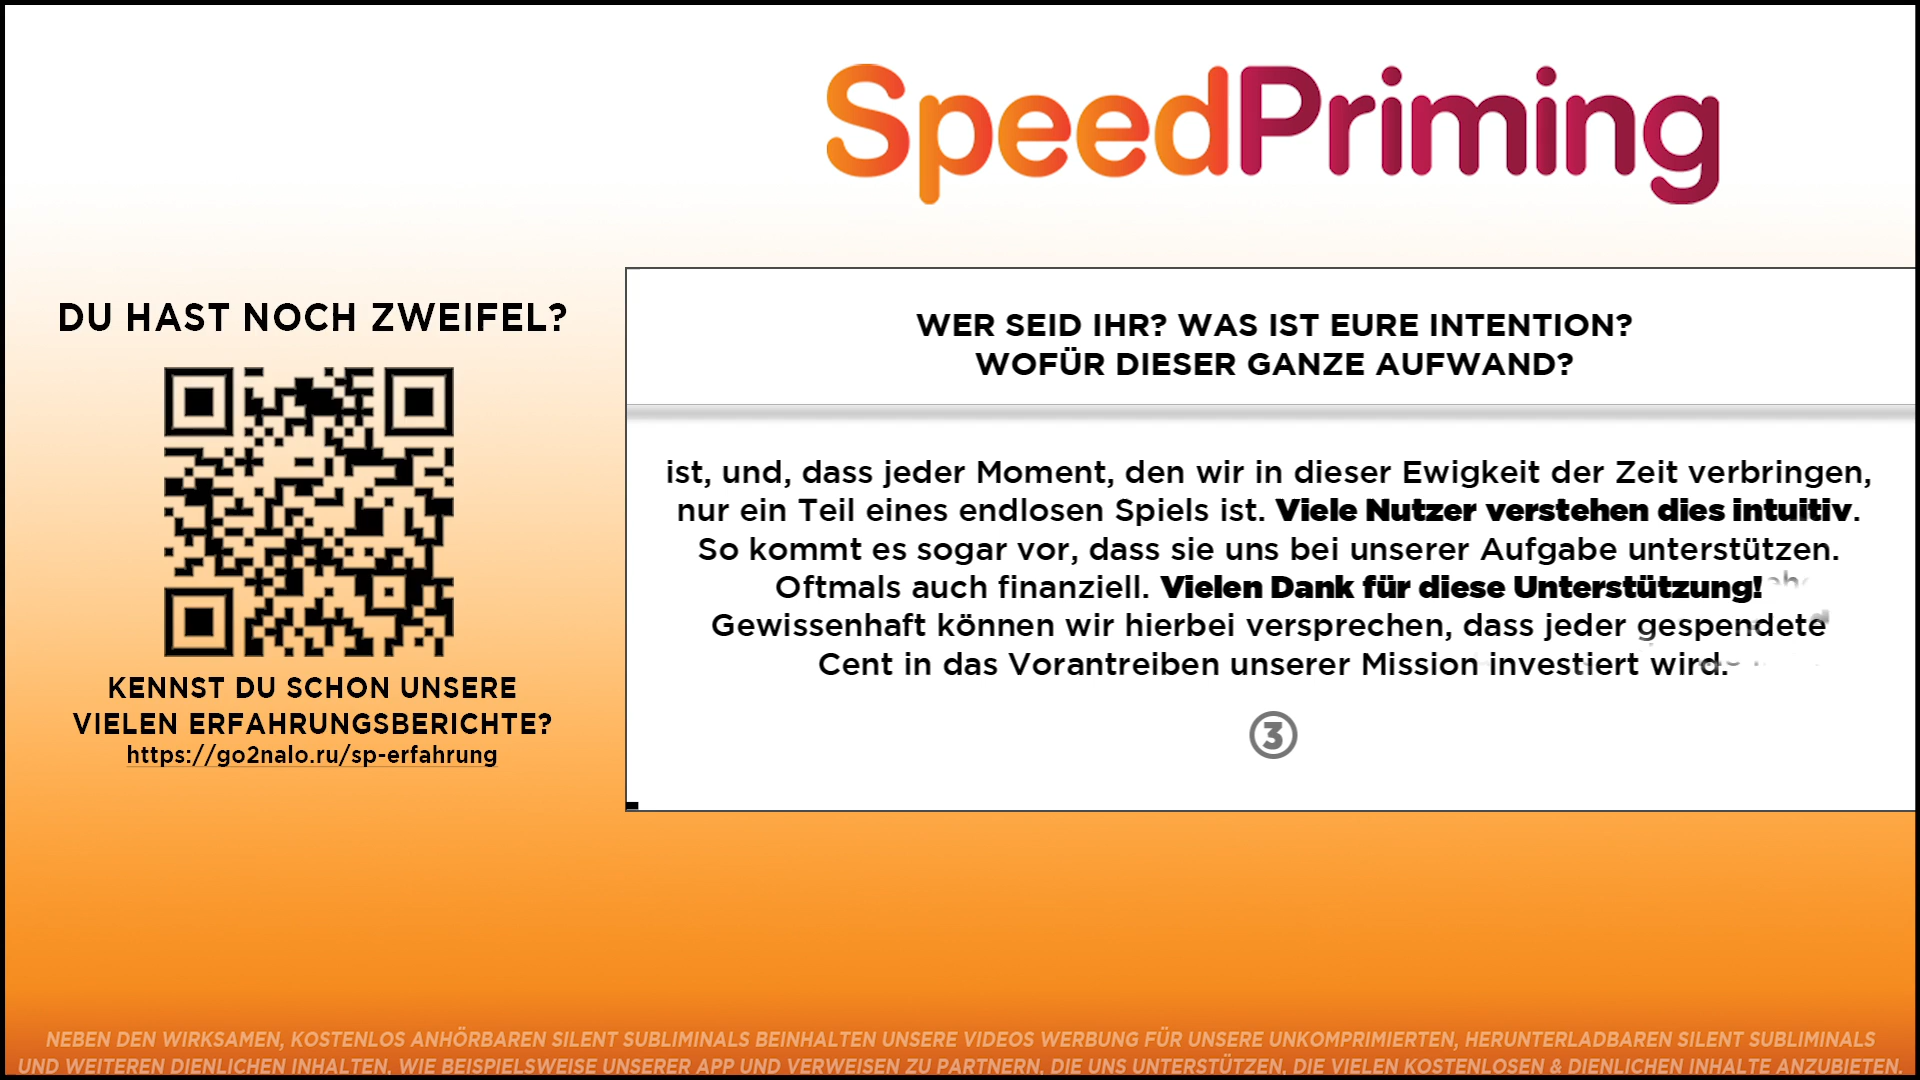 SpeedPriming
DU HAST NOCH ZWEIFEL?
KENNST DU SCHON UNSERE
VIELEN ERFAHRUNGSBERICHTE?
https://go2nalo.ru/sp-erfahrung
WER SEID IHR? WAS IST EURE INTENTION?
WOFÜR DIESER GANZE AUFWAND?
ist, und, dass jeder Moment, den wir in dieser Ewigkeit der Zeit verbringen,
nur ein Teil eines endlosen Spiels ist. Viele Nutzer verstehen dies intuitiv.
So kommt es sogar vor, dass sie uns bei unserer Aufgabe unterstützen.
Oftmals auch finanziell. Vielen Dank für diese Unterstützung!
Gewissenhaft können wir hierbei versprechen, dass jeder gespendete
Cent in das Vorantreiben unserer Mission investiert wird.
3
NEBEN DEN WIRKSAMEN, KOSTENLOS ANHÖRBAREN SILENT SUBLIMINALS BEINHALTEN UNSERE VIDEOS WERBUNG FÜR UNSERE UNKOMPRIMIERTEN, HERUNTERLADBAREN SILENT SUBLIMINALS
UND WEITEREN DIENLICHEN INHALTEN, WIE BEISPIELSWEISE UNSERER APP UND VERWEISEN ZU PARTNERN, DIE UNS UNTERSTÜTZEN, DIE VIELEN KOSTENLOSEN & DIENLICHEN INHALTE ANZUBIETEN.